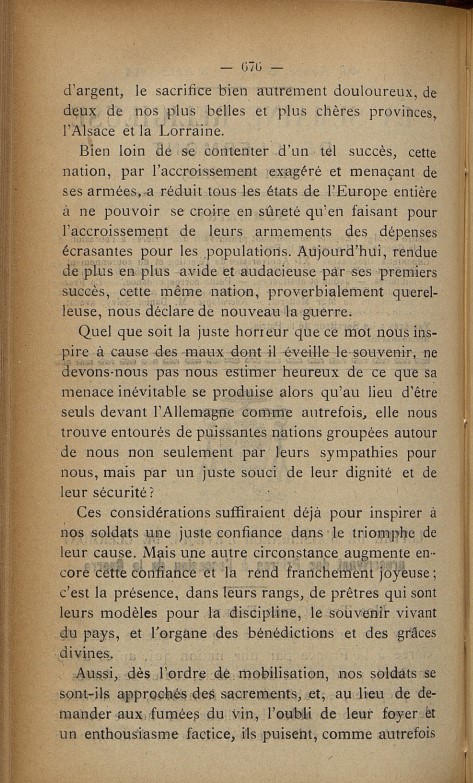 — 676 —
d'argent, le sacrifice bien autrement douloureux, de
deux de nos plus belles et plus chères provinces,
l'Alsace et la Lorraine.
Bien loin de se contenter d'un tel succès, cette
nation, par l'accroissement exagéré et menaçant de
ses armées, a réduit tous les états de l'Europe entière
à ne pouvoir se croire en sûreté qu'en faisant pour
l'accroissement de leurs armements des dépenses
écrasantes pour les populations. Aujourd'hui, rendue
de plus en plus avide et audacieuse par ses premiers
succès, cette même nation, proverbialement querel-
leuse, nous déclare de nouveau la guerre.
Quel que soit la juste horreur que ce mot nous ins-
pire à cause des maux dont il éveille le souvenir, ne
devons-nous pas nous estimer heureux de ce que sa
menace inévitable se produise alors qu'au lieu d'être
seuls devant l'Allemagne comme autrefois, elle nous
trouve entourés de puissantes nations groupées autour
de nous non seulement par leurs sympathies pour
nous, mais par un juste souci de leur dignité et de
leur sécurité ?
Ces considérations suffiraient déjà pour inspirer à
nos soldats une juste confiance dans le triomphe de
leur cause. Mais une autre circonstance augmente en-
core cette confiance et la rend franchement joyeuse ;
c'est la présence, dans leurs rangs, de prêtres qui sont
leurs modèles pour la discipline, le souvenir vivant
du pays, et l'organe des bénédictions et des grâces
divines.
Aussi, dès l'ordre de mobilisation, nos soldats se
sont-ils approchés des sacrements, et, au lieu de de-
mander aux fumées du vin, l'oubli de leur foyer et
un enthousiasme factice, ils puisent, comme autrefois